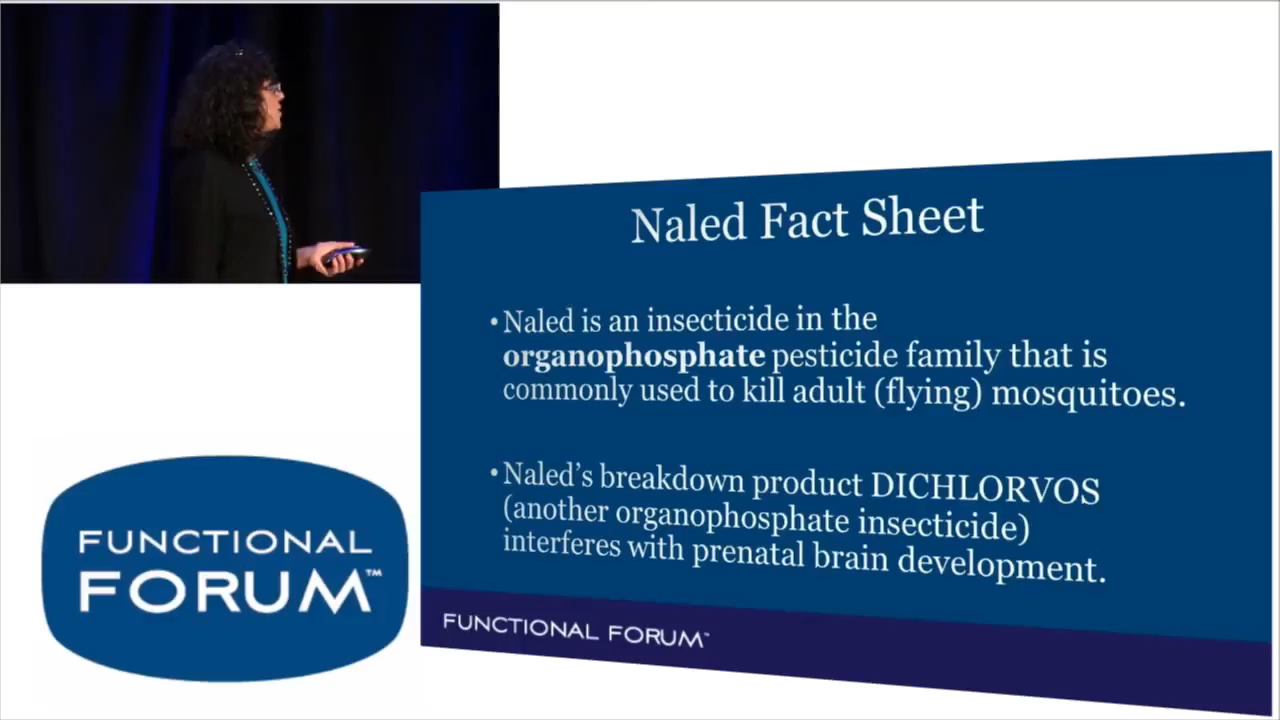 Naled Fact Sheet
•Naled is an insecticide in the
organophosphate pesticide family that is
commonly used to kill adult (flying) mosquitoes.
•Naled’s breakdown product DICHLORVOS
(another organophosphate insecticide)
interferes with prenatal brain development.
FUNCTIONAL FORUM™
FUNCTIONAL
FORUM™